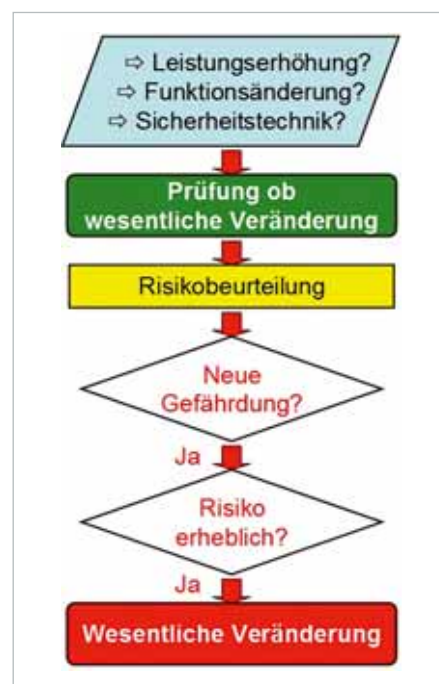 ⇨ Leistungserhöhung?
⇨ Funktionsänderung?
⇨ Sicherheitstechnik?
Prüfung ob
wesentliche Veränderung
Risikobeurteilung
Neue
Gefährdung?
Ja
Risiko
erheblich?
Ja
Wesentliche Veränderung